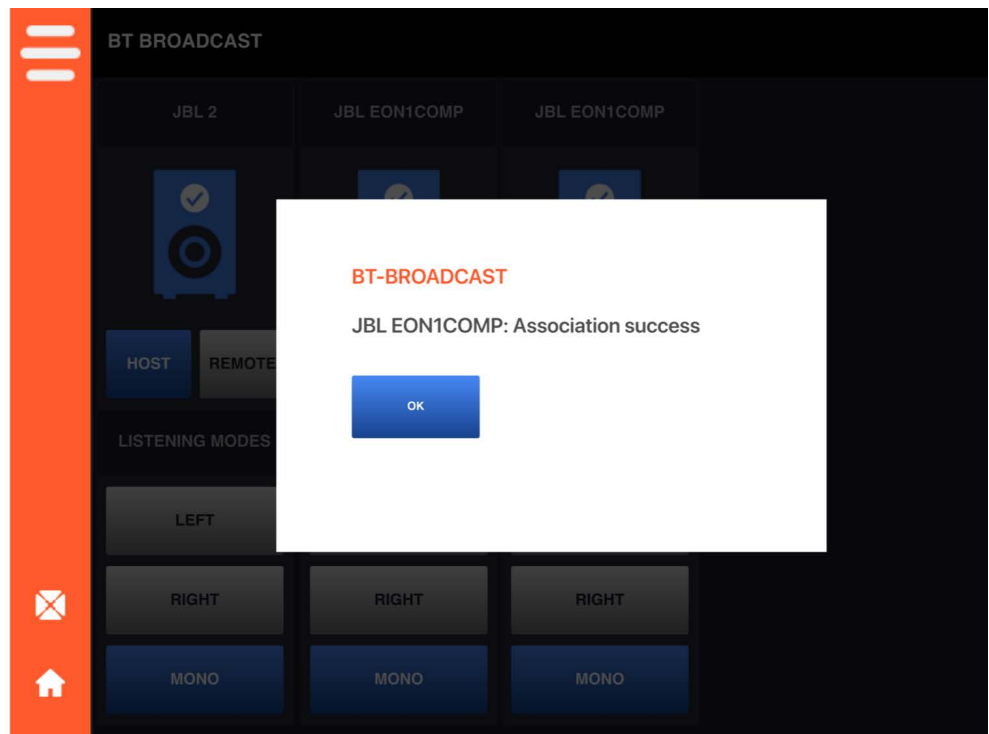 BT BROADCAST
JBL 2
JBL EON1COMP
JBL EON1COMP
BT-BROADCAST
JBL EON1COMP: Association success
OK
HOST
REMOTE
LISTENING MODES
LEFT
RIGHT
RIGHT
RIGHT
MONO
MONO
MONO